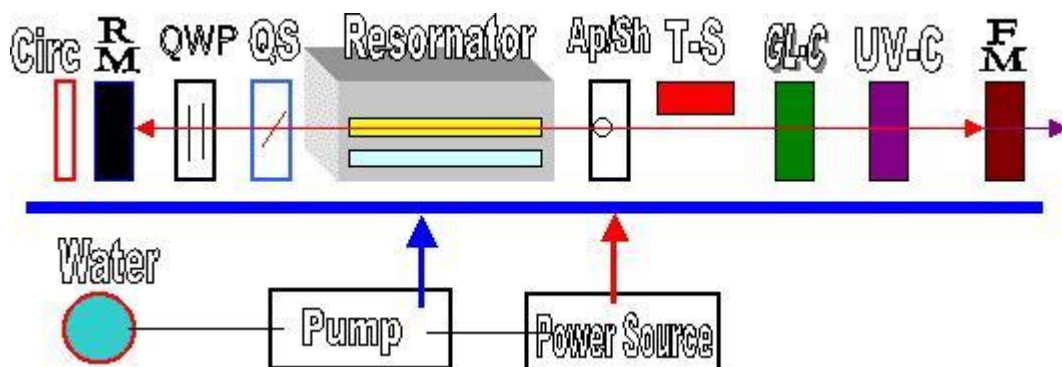 Circ
R
M
QWP
QS
Resornator
Ap/Sh
T-S
GL-C
UV-C
F
M
Water
Pump
Power Source